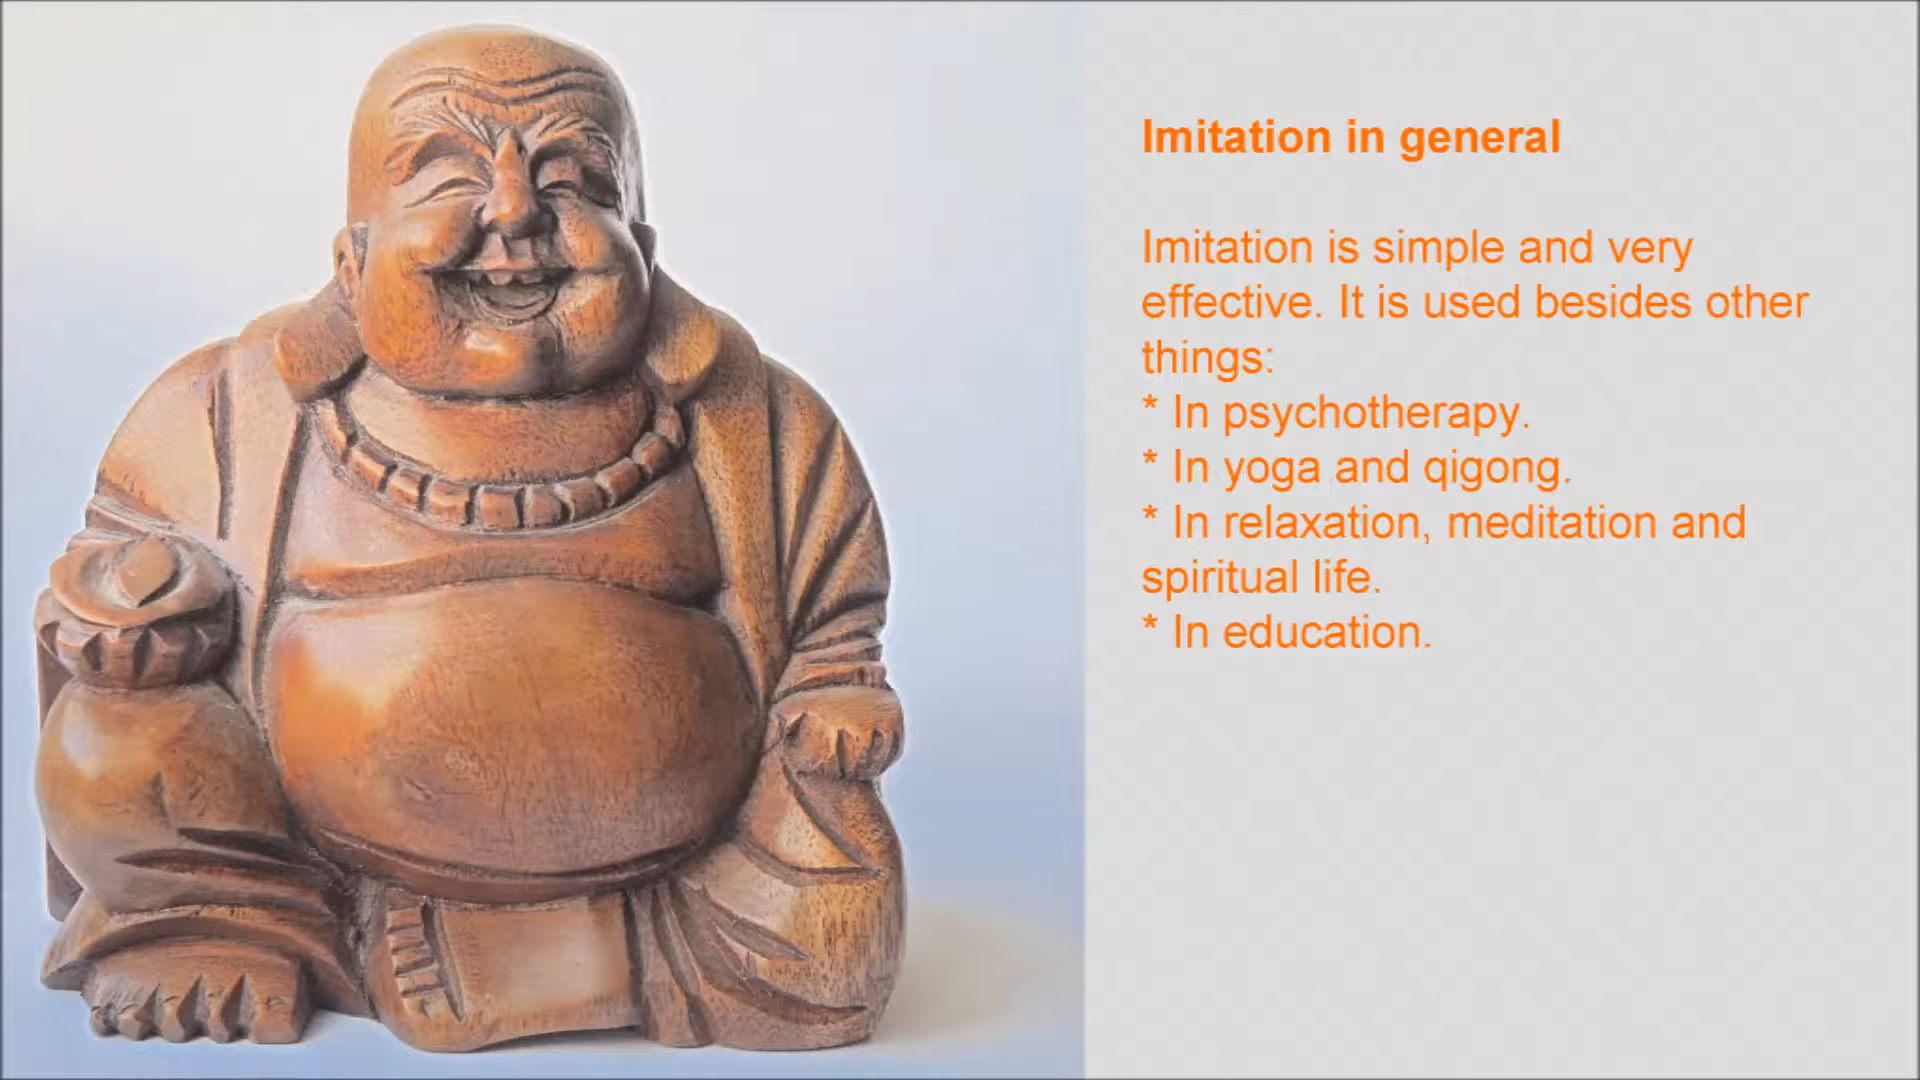 Imitation in general
Imitation is simple and very
effective. It is used besides other
things:
* In psychotherapy.
* In yoga and qigong.
* In relaxation, meditation and
spiritual life.
* In education.